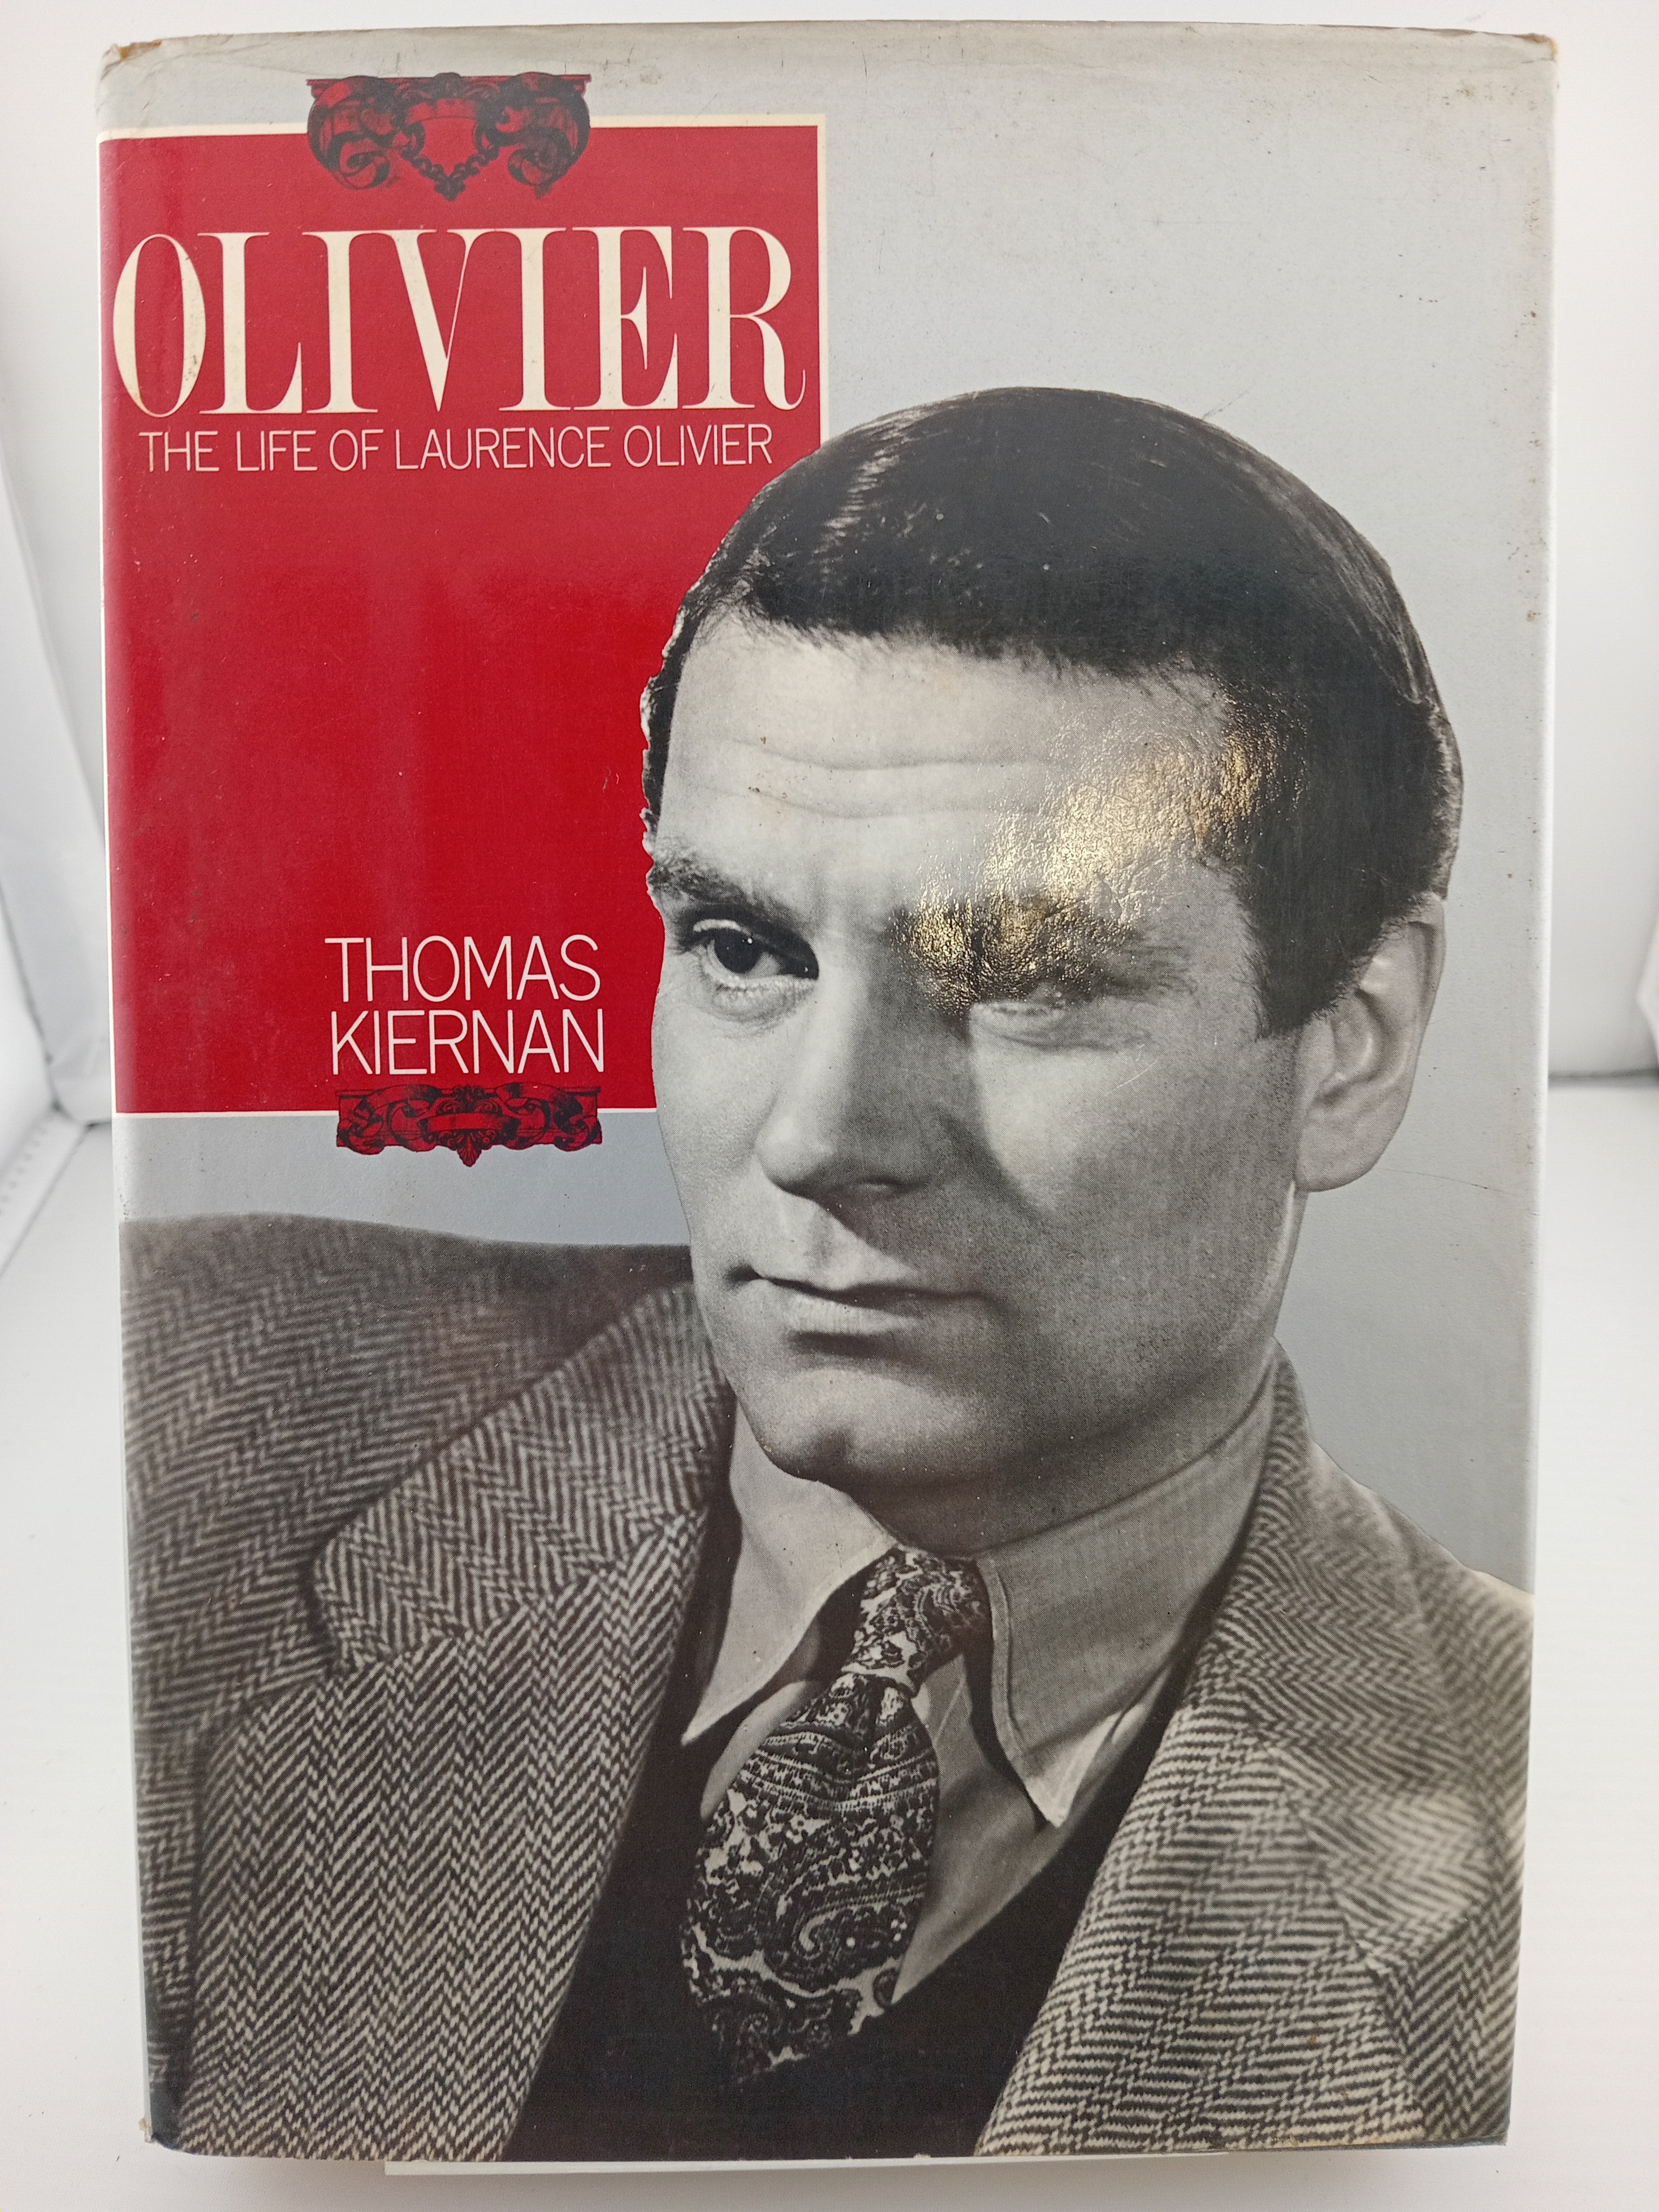 OLIVIER
THE LIFE OF LAURENCE OLIVIER
THOMAS
KIERNAN